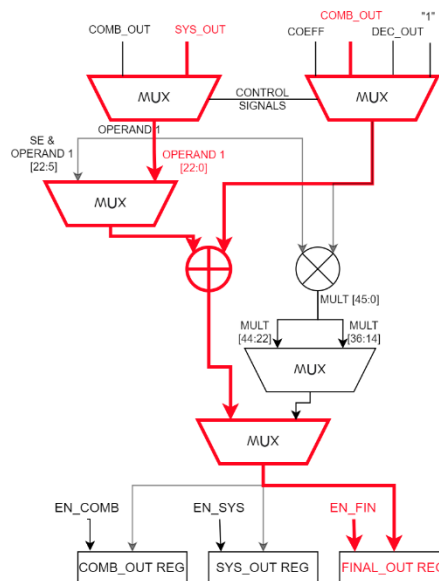 COMB_OUT
SYS_OUT
COMB_OUT
COEFF
DEC_OUT
"1"
MUX
CONTROL
SIGNALS
MUX
OPERAND 1
SE &
OPERAND 1
[22:5]
OPERAND 1
[22:0]
MUX
MULT [45:0]
MULT
[44:22]
MULT
[36:14]
MUX
MUX
EN_COMB
EN_SYS
EN_FIN
COMB_OUT REG
SYS_OUT REG
FINAL_OUT REG